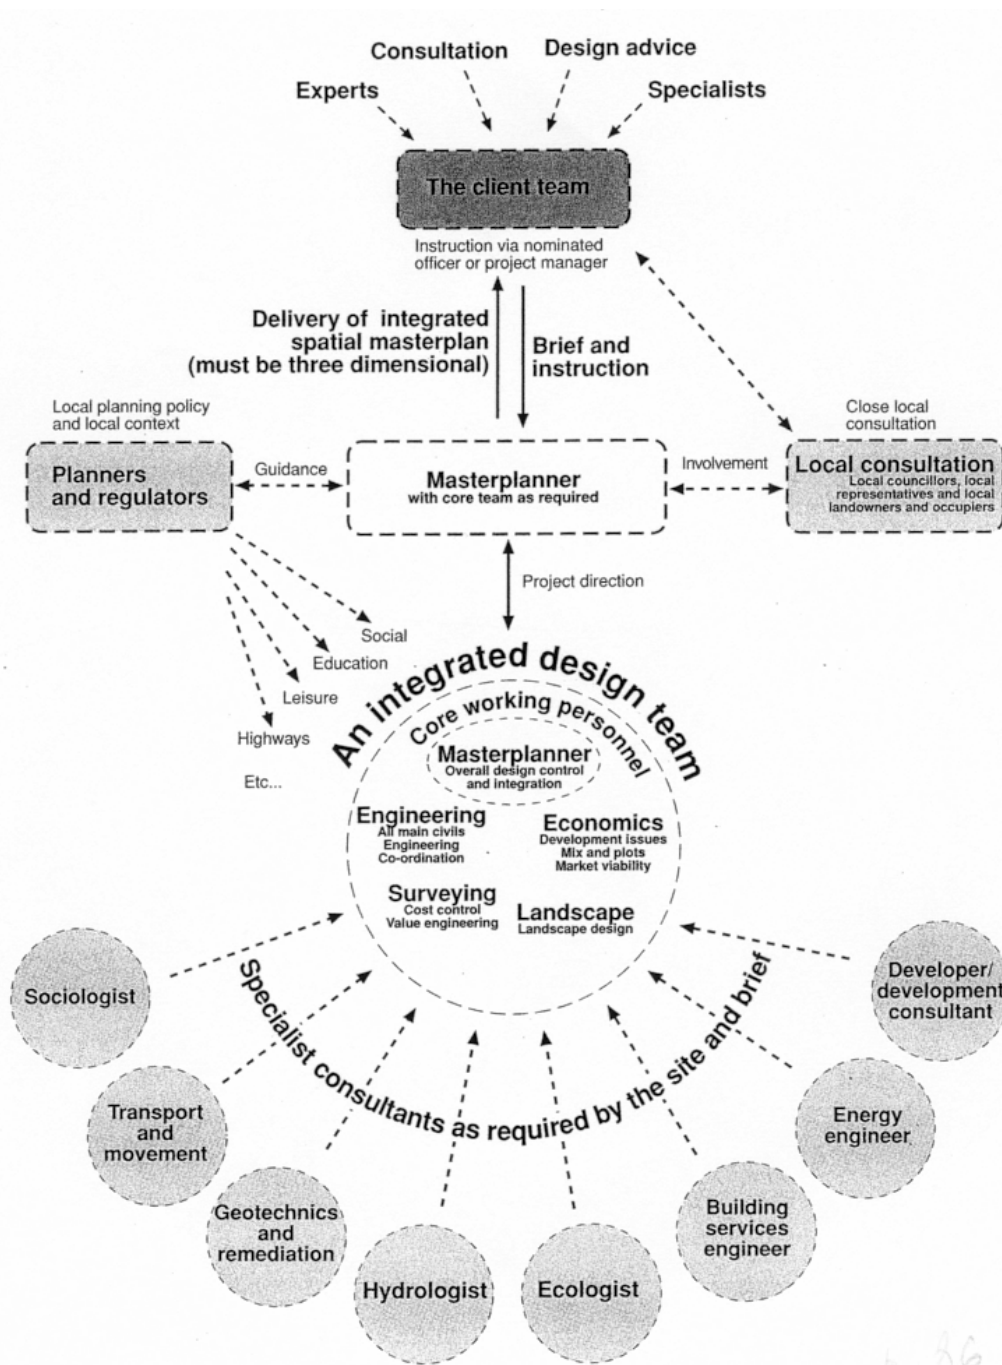 Consultation
Design advice
Experts
Specialists
The client team
Instruction via nominated
officer or project manager
Delivery of integrated
spatial masterplan
(must be three dimensional)
Brief and
instruction
Local planning policy
and local context
Planners
and regulators
Guidance
Masterplanner
with core team as required
Involvement
Close local
consultation
Local consultation
Local councillors, local
representatives and local
landowners and occupiers
Project direction
Social
Education
Leisure
Highways
Etc...
An integrated design team
Core working personnel
Masterplanner
Overall design control
and integration
Engineering
All main civils
Engineering
Co-ordination
Economics
Development issues
Mix and plots
Market viability
Surveying
Cost control
Value engineering
Landscape
Landscape design
Specialist consultants as required by the site and brief
Sociologist
Transport
and
movement
Geotechnics
and
remediation
Hydrologist
Ecologist
Building
services
engineer
Energy
engineer
Developer/
development
consultant
26